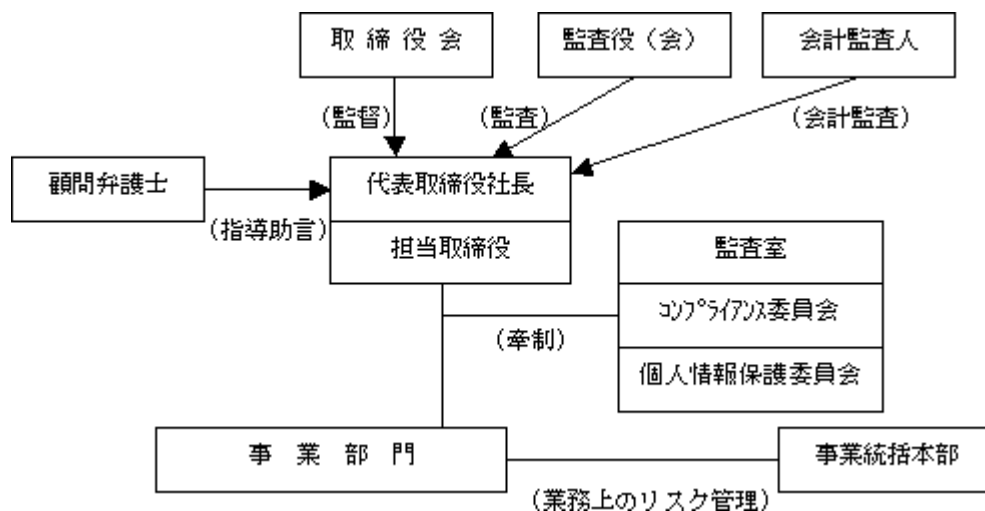 取 締 役 会
監査役（会）
会計監査人
（監督）
（監査）
（会計監査）
顧問弁護士
代表取締役社長
（指導助言）
担当取締役
監査室
ｺﾝﾌﾟﾗｲｱﾝｽ委員会
（牽制）
個人情報保護委員会
事 業 部 門
事業統括本部
（業務上のリスク管理）